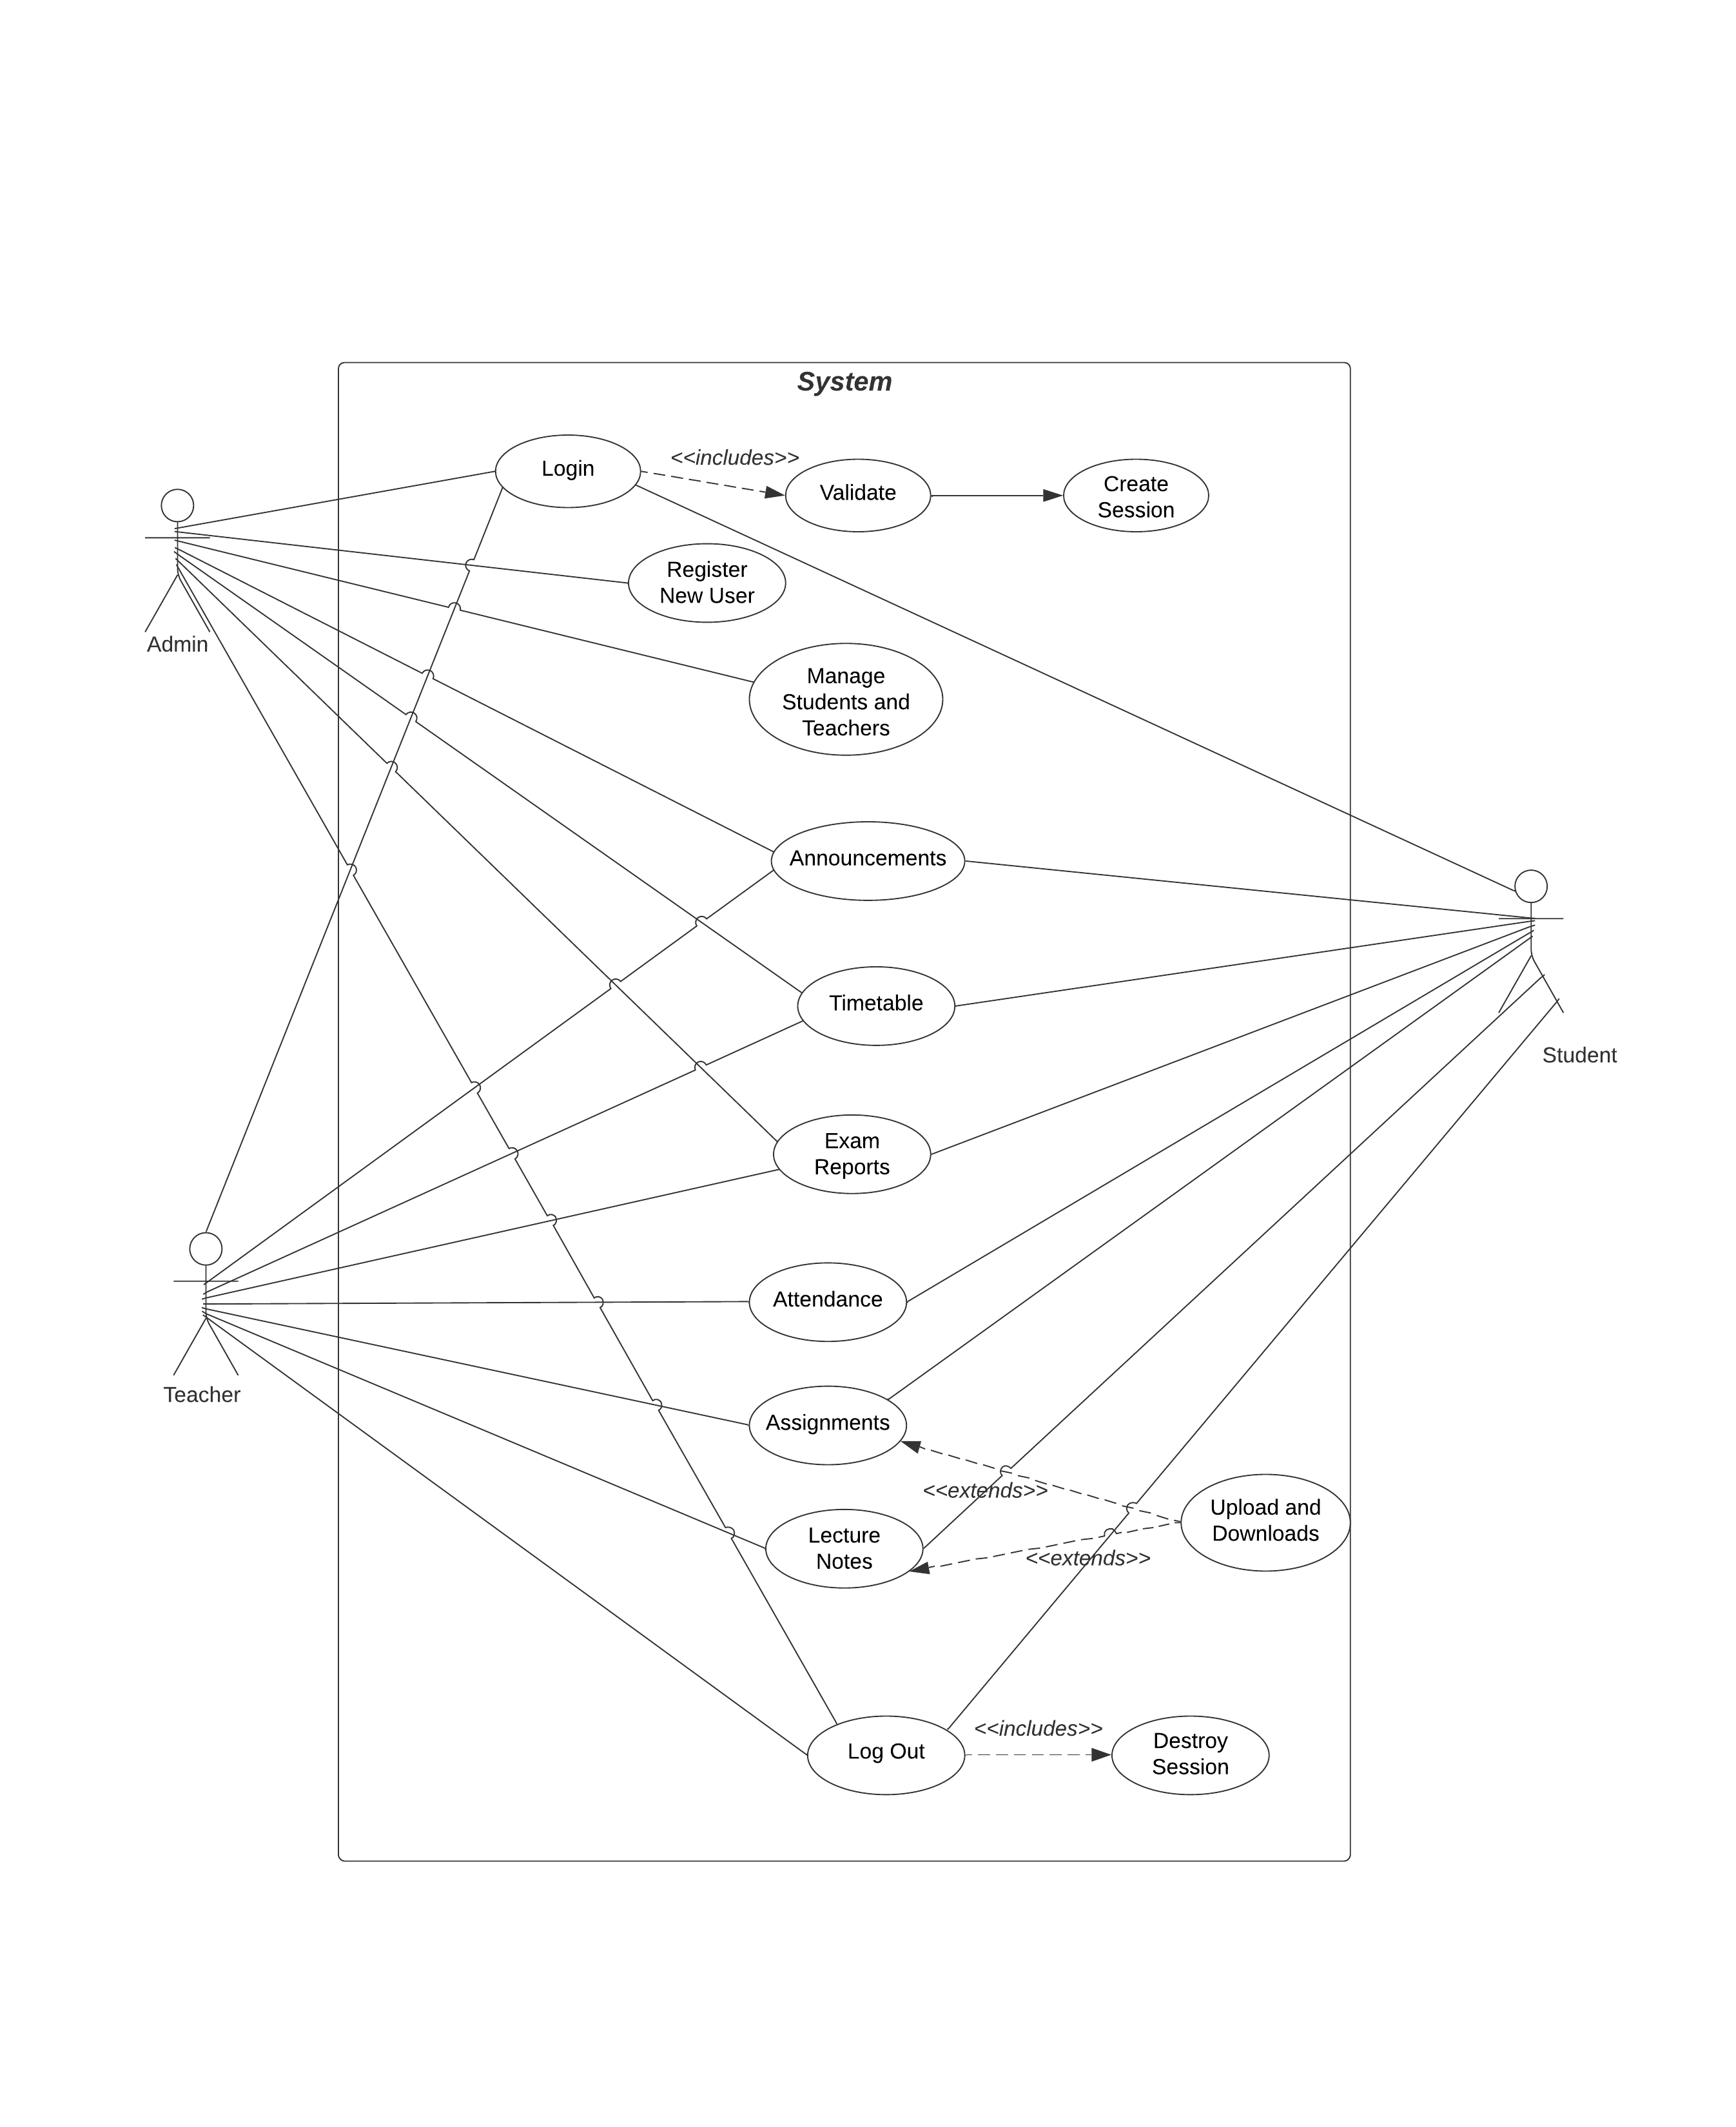 System
Login
<<includes>>
Validate
Create
Session
Register
New User
Admin
Manage
Students and
Teachers
Announcements
Timetable
Student
Exam
Reports
Attendance
Teacher
Assignments
<<extends>>
Upload and
Downloads
Lecture
Notes
<<extends>>
Log Out
<<includes>>
Destroy
Session